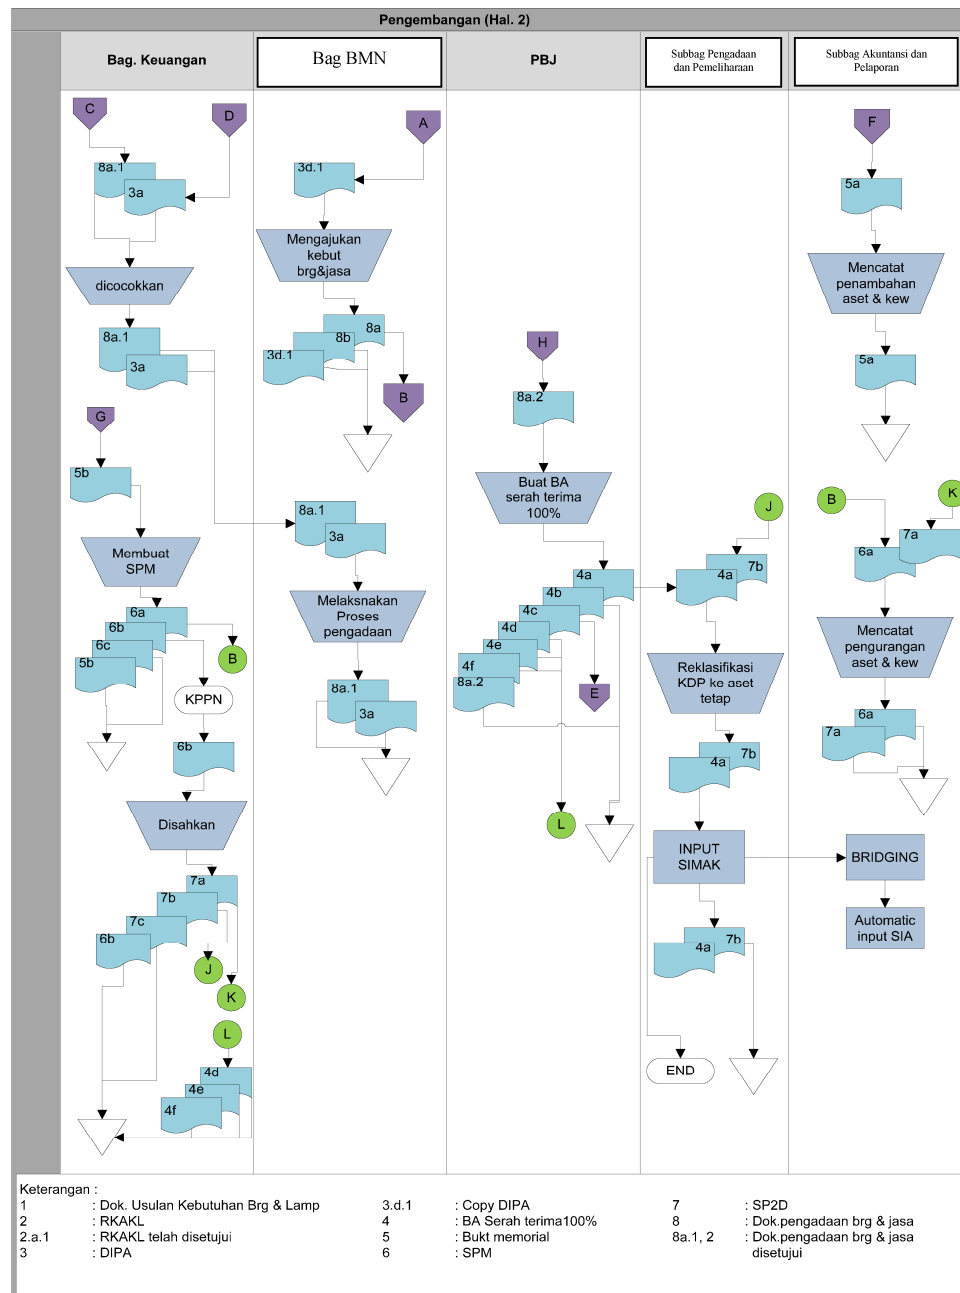 Pengembangan (Hal. 2)
Bag. Keuangan
Bag BMN
PBJ
Subbag Pengadaan
dan Pemeliharaan
Subbag Akuntansi dan
Pelaporan
C
D
8a.1
3a
dicocokkan
8a.1
3a
G
5b
Membuat
SPM
6a
6b
6c
5b
B
KPPN
6b
Disahkan
7a
7b
7c
6b
J
K
L
4d
4e
4f
A
3d.1
Mengajukan
kebut
brg&jasa
8a
8b
3d.1
B
8a.1
3a
Melaksnakan
Proses
pengadaan
8a.1
3a
H
8a.2
Buat BA
serah terima
100%
4a
4b
4c
4d
4e
4f
8a.2
E
L
J
7b
4a
Reklasifikasi
KDP ke aset
tetap
7b
4a
INPUT
SIMAK
7b
4a
END
F
5a
Mencatat
penambahan
aset & kew
5a
B
K
7a
6a
Mencatat
pengurangan
aset & kew
6a
7a
BRIDGING
Automatic
input SIA
Keterangan :
1 : Dok. Usulan Kebutuhan Brg & Lamp
2 : RKAKL
2.a.1 : RKAKL telah disetujui
3 : DIPA
3.d.1 : Copy DIPA
4 : BA Serah terima100%
5 : Bukt memorial
6 : SPM
7 : SP2D
8 : Dok.pengadaan brg & jasa
8a.1, 2 : Dok.pengadaan brg & jasa
disetujui